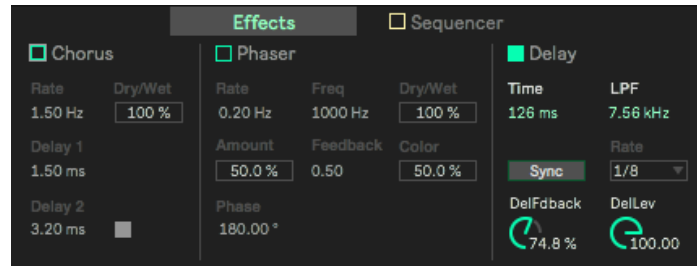 Effects
Sequencer
Chorus
Rate Dry/Wet
1.50 Hz 100 %
Delay 1
1.50 ms
Delay 2
3.20 ms
Phaser
Rate Freq Dry/Wet
0.20 Hz 1000 Hz 100 %
Amount Feedback Color
50.0 % 0.50 50.0 %
Phase
180.00 °
Delay
Time LPF
126 ms 7.56 kHz
Rate
Sync 1/8
DelFdback DelLev
74.8 % 100.00